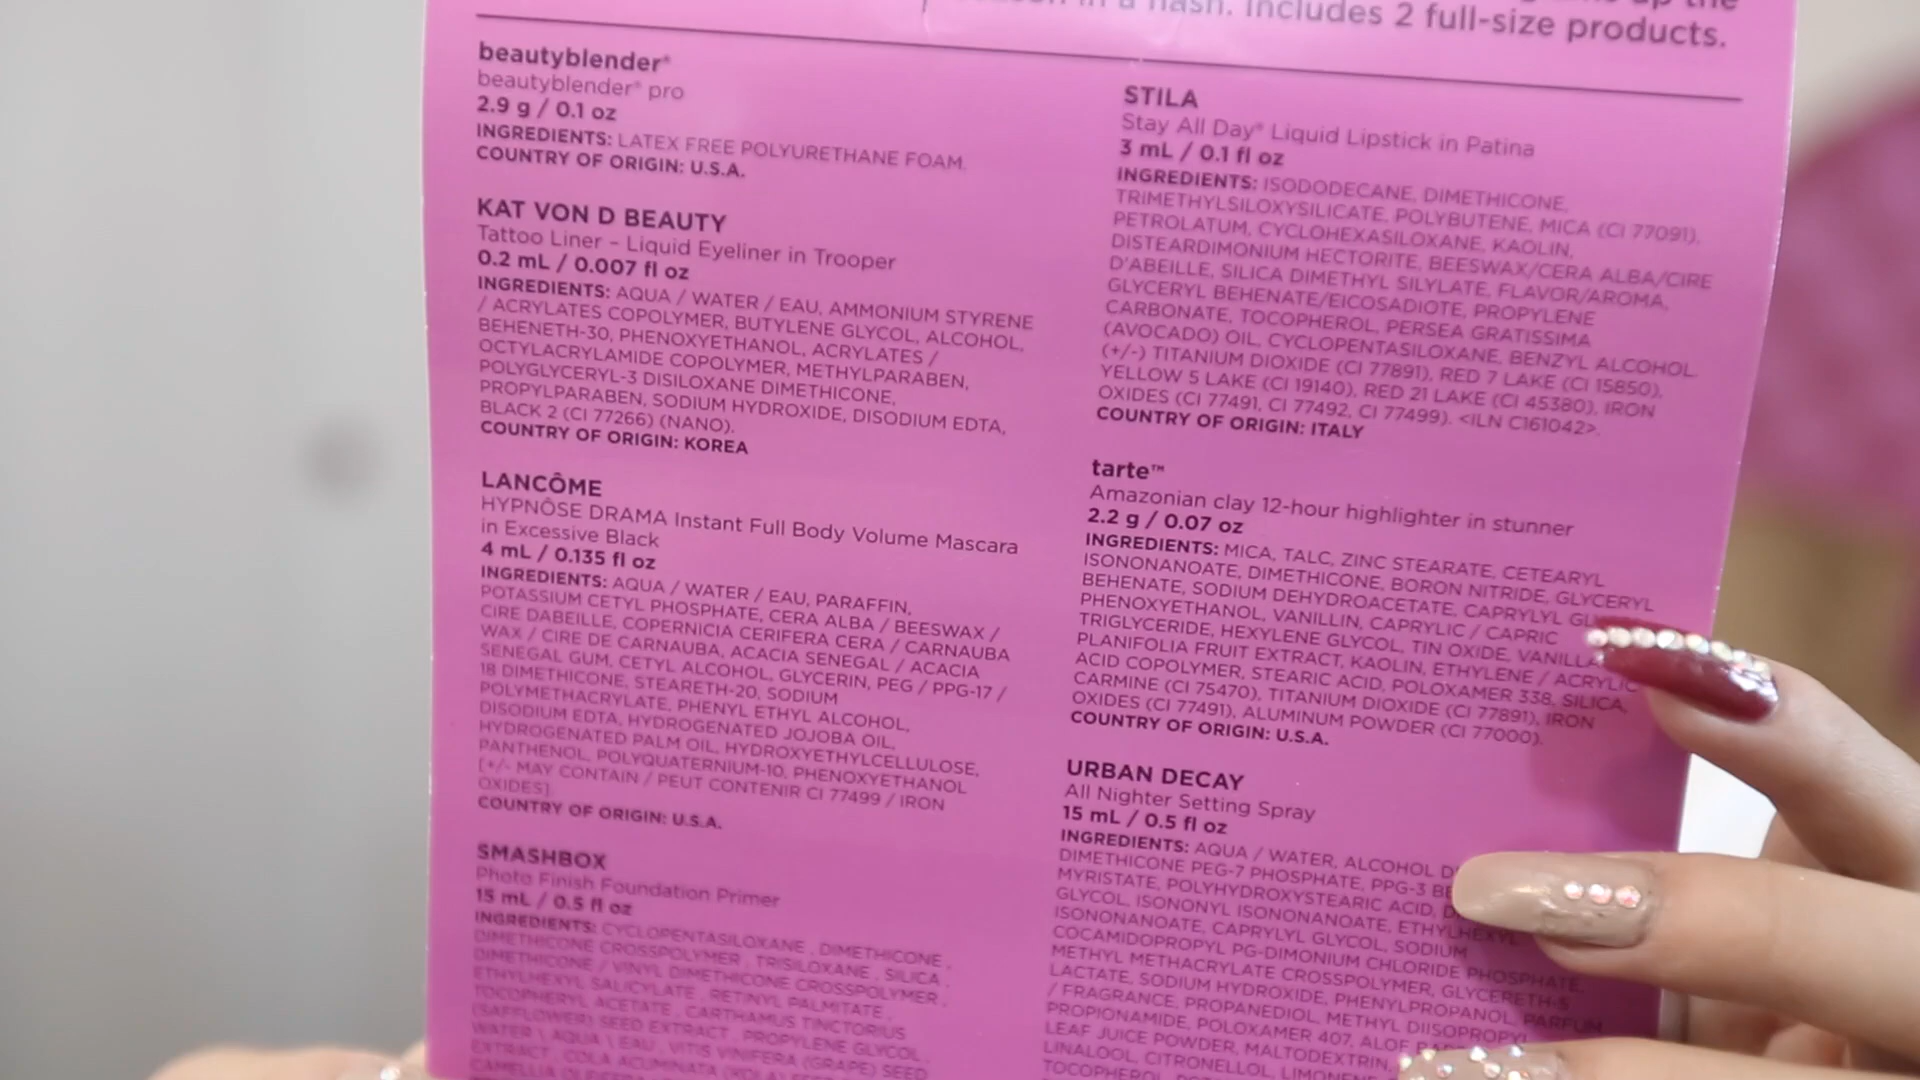 in a flash. Includes 2 full-size products.
beautyblender®
beautyblender® pro
2.9 g / 0.1 oz
INGREDIENTS: LATEX FREE POLYURETHANE FOAM.
COUNTRY OF ORIGIN: U.S.A.
KAT VON D BEAUTY
Tattoo Liner – Liquid Eyeliner in Trooper
0.2 mL / 0.007 fl oz
INGREDIENTS: AQUA / WATER / EAU, AMMONIUM STYRENE
/ ACRYLATES COPOLYMER, BUTYLENE GLYCOL, ALCOHOL,
BEHENETH-30, PHENOXYETHANOL, ACRYLATES /
OCTYLACRYLAMIDE COPOLYMER, METHYLPARABEN,
POLYGLYCERYL-3 DISILOXANE DIMETHICONE,
PROPYLPARABEN, SODIUM HYDROXIDE, DISODIUM EDTA,
BLACK 2 (CI 77266) (NANO).
COUNTRY OF ORIGIN: KOREA
LANCÔME
HYPNÔSE DRAMA Instant Full Body Volume Mascara
in Excessive Black
4 mL / 0.135 fl oz
INGREDIENTS: AQUA / WATER / EAU, PARAFFIN,
POTASSIUM CETYL PHOSPHATE, CERA ALBA / BEESWAX /
CIRE DABEILLE, COPERNICIA CERIFERA CERA / CARNAUBA
WAX / CIRE DE CARNAUBA, ACACIA SENEGAL / ACACIA
SENEGAL GUM, CETYL ALCOHOL, GLYCERIN, PEG / PPG-17 /
18 DIMETHICONE, STEARETH-20, SODIUM
POLYMETHACRYLATE, PHENYL ETHYL ALCOHOL,
DISODIUM EDTA, HYDROGENATED JOJOBA OIL,
HYDROGENATED PALM OIL, HYDROXYETHYLCELLULOSE,
PANTHENOL, POLYQUATERNIUM-10, PHENOXYETHANOL
[+/- MAY CONTAIN / PEUT CONTENIR CI 77499 / IRON
OXIDES]
COUNTRY OF ORIGIN: U.S.A.
SMASHBOX
Photo Finish Foundation Primer
15 mL / 0.5 fl oz
INGREDIENTS: CYCLOPENTASILOXANE , DIMETHICONE ,
DIMETHICONE CROSSPOLYMER , TRISILOXANE , SILICA ,
DIMETHICONE / VINYL DIMETHICONE CROSSPOLYMER ,
ETHYLHEXYL SALICYLATE , RETINYL PALMITATE ,
TOCOPHERYL ACETATE , CARTHAMUS TINCTORIUS
(SAFFLOWER) SEED EXTRACT , PROPYLENE GLYCOL ,
WATER \ AQUA \ EAU , VITIS VINIFERA (GRAPE) SEED
EXTRACT , COLA ACUMINATA (KOLA) SEED
CAMELLIA
STILA
Stay All Day® Liquid Lipstick in Patina
3 mL / 0.1 fl oz
INGREDIENTS: ISODODECANE, DIMETHICONE,
TRIMETHYLSILOXYSILICATE, POLYBUTENE, MICA (CI 77091),
PETROLATUM, CYCLOHEXASILOXANE, KAOLIN,
DISTEARDIMONIUM HECTORITE, BEESWAX/CERA ALBA/CIRE
D'ABEILLE, SILICA DIMETHYL SILYLATE, FLAVOR/AROMA,
GLYCERYL BEHENATE/EICOSADIOTE, PROPYLENE
CARBONATE, TOCOPHEROL, PERSEA GRATISSIMA
(AVOCADO) OIL, CYCLOPENTASILOXANE, BENZYL ALCOHOL.
(+/-) TITANIUM DIOXIDE (CI 77891), RED 7 LAKE (CI 15850),
YELLOW 5 LAKE (CI 19140), RED 21 LAKE (CI 45380), IRON
OXIDES (CI 77491, CI 77492, CI 77499). <ILN C161042>.
COUNTRY OF ORIGIN: ITALY
tarte™
Amazonian clay 12-hour highlighter in stunner
2.2 g / 0.07 oz
INGREDIENTS: MICA, TALC, ZINC STEARATE, CETEARYL
ISONONANOATE, DIMETHICONE, BORON NITRIDE, GLYCERYL
BEHENATE, SODIUM DEHYDROACETATE, CAPRYLYL
PHENOXYETHANOL, VANILLIN, CAPRYLIC / CAPRIC
TRIGLYCERIDE, HEXYLENE GLYCOL, TIN OXIDE, VANILLA
PLANIFOLIA FRUIT EXTRACT, KAOLIN, ETHYLENE / ACRYLIC
ACID COPOLYMER, STEARIC ACID, POLOXAMER 338, SILICA,
CARMINE (CI 75470), TITANIUM DIOXIDE (CI 77891), IRON
OXIDES (CI 77491), ALUMINUM POWDER (CI 77000).
COUNTRY OF ORIGIN: U.S.A.
URBAN DECAY
All Nighter Setting Spray
15 mL / 0.5 fl oz
INGREDIENTS: AQUA / WATER, ALCOHOL
DIMETHICONE PEG-7 PHOSPHATE, PPG-3
MYRISTATE, POLYHYDROXYSTEARIC ACID,
GLYCOL, ISONONYL ISONONANOATE, ETHYLHEXYL
ISONONANOATE, CAPRYLYL GLYCOL, SODIUM
COCAMIDOPROPYL PG-DIMONIUM CHLORIDE PHOSPHATE,
METHYL METHACRYLATE CROSSPOLYMER, GLYCERETH-5
LACTATE, SODIUM HYDROXIDE, PHENYLPROPANOL, PARFUM
/ FRAGRANCE, PROPANEDIOL, METHYL DIISOPROPYL
PROPIONAMIDE, POLOXAMER 407, ALOE
LEAF JUICE POWDER, MALTODEXTRIN,
LINALOOL, CITRONELLOL, LIMONENE
TOCOPHEROL